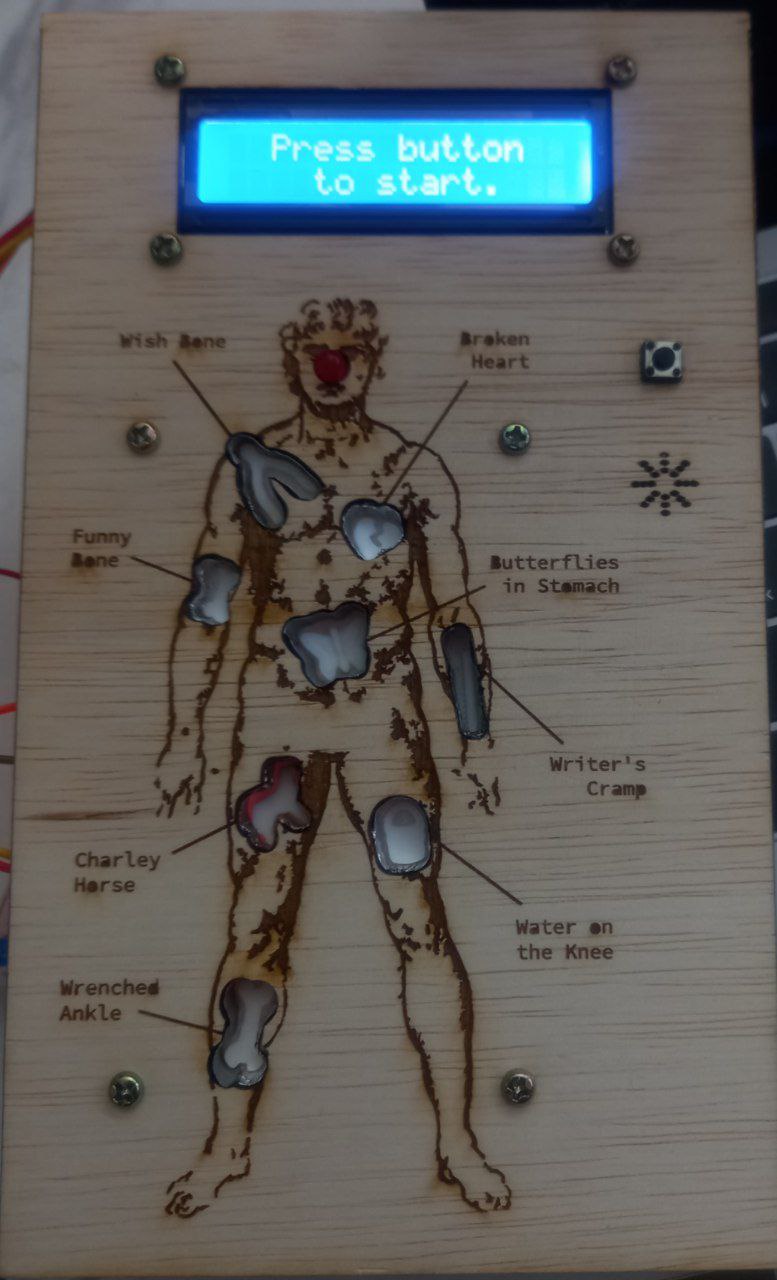 Press button
to start.
Wish Bone
Broken
Heart
Funny
Bone
Butterflies
in Stomach
Writer's
Cramp
Charley
Horse
Water on
the Knee
Wrenched
Ankle